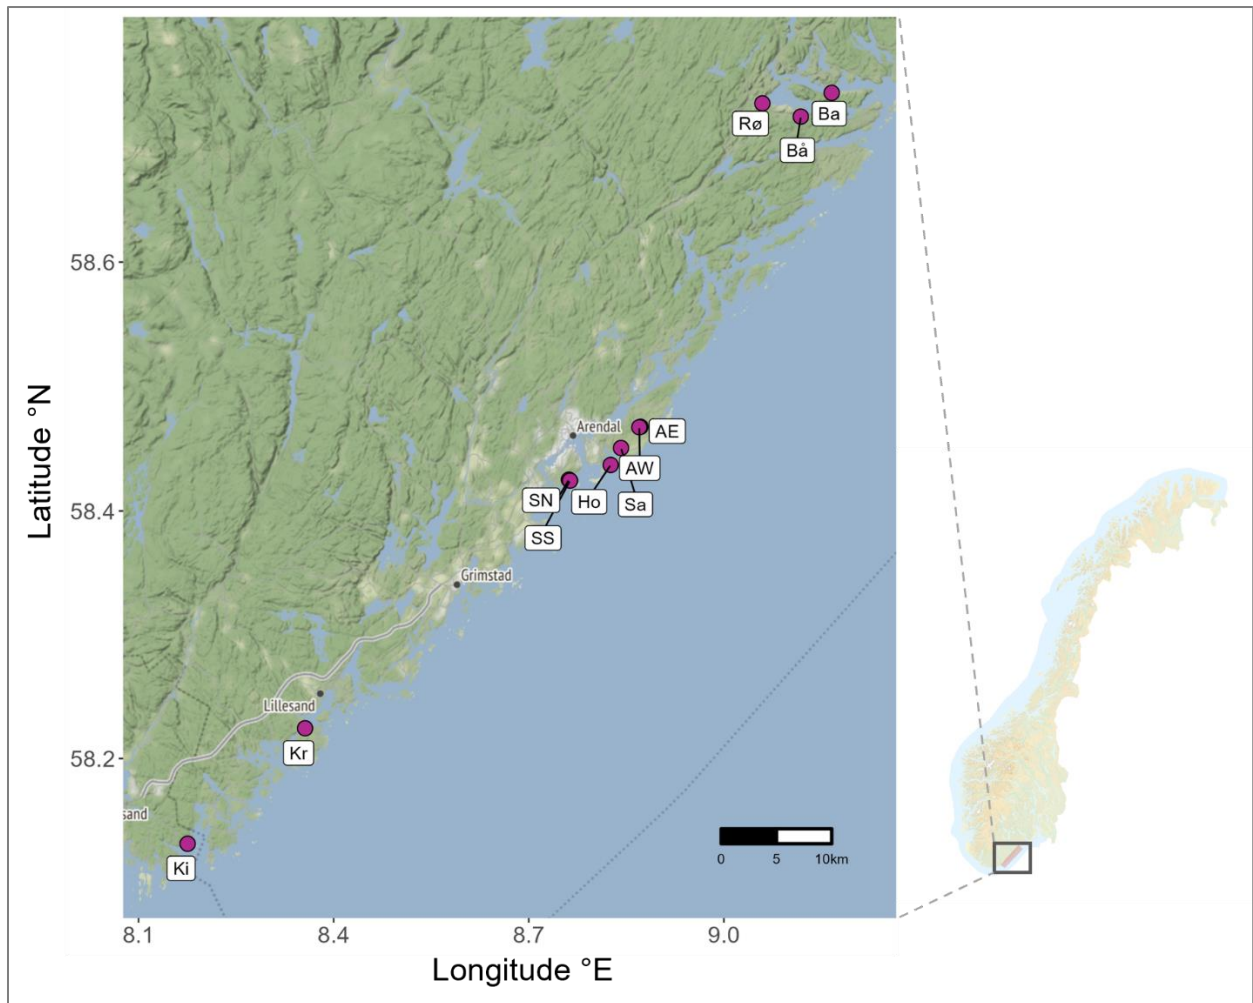 Rø
Ba
Bå
58.6
Latitude °N
Arendal
AE
AW
SN
Ho
Sa
58.4
SS
Grimstad
Lillesand
Kr
58.2
sand
Ki
0 5 10km
8.1 8.4 8.7 9.0
Longitude °E